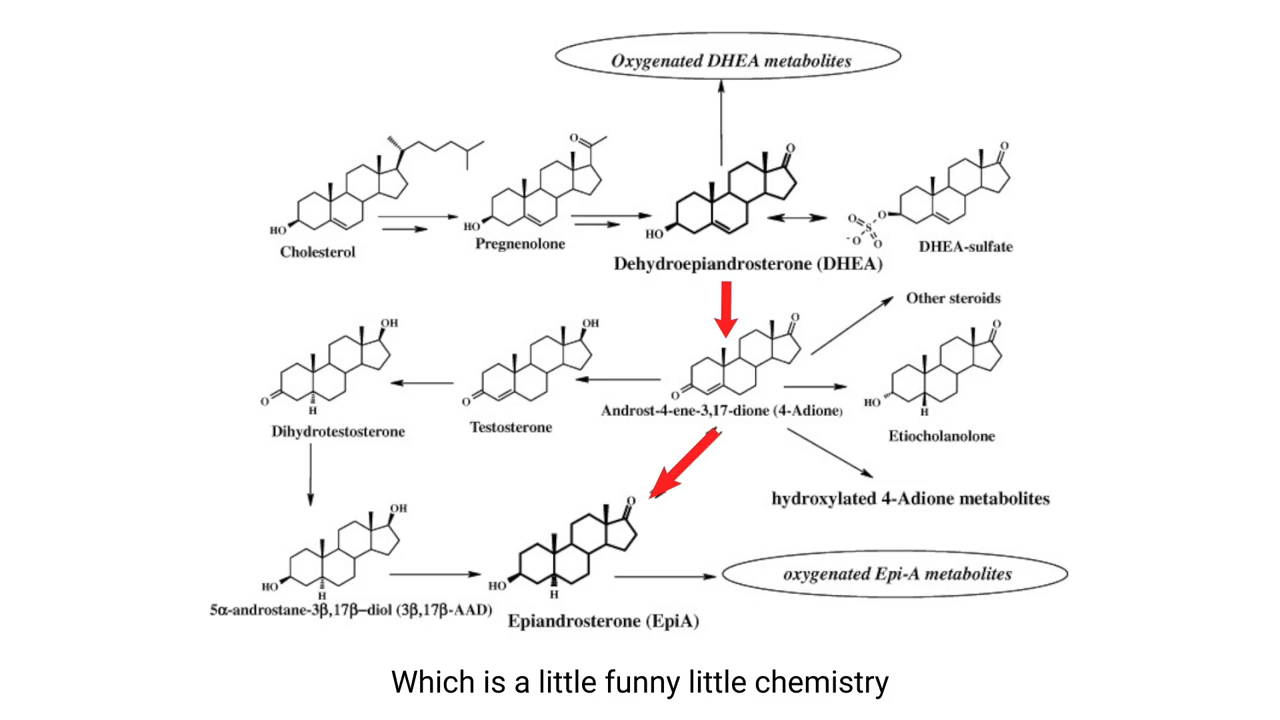 Oxygenated DHEA metabolites
O
O
O
O
HO
HO
HO
O
O
S
-O
O
Cholesterol
Pregnenolone
DHEA-sulfate
Dehydroepiandrosterone (DHEA)
Other steroids
OH
OH
O
O
O
H
O
O
HO
H
Androst-4-ene-3,17-dione (4-Adione)
Dihydrotestosterone
Testosterone
Etiocholanolone
hydroxylated 4-Adione metabolites
OH
O
HO
H
HO
H
oxygenated Epi-A metabolites
5α-androstane-3β,17β–diol (3β,17β-AAD)
Epiandrosterone (EpiA)
Which is a little funny little chemistry